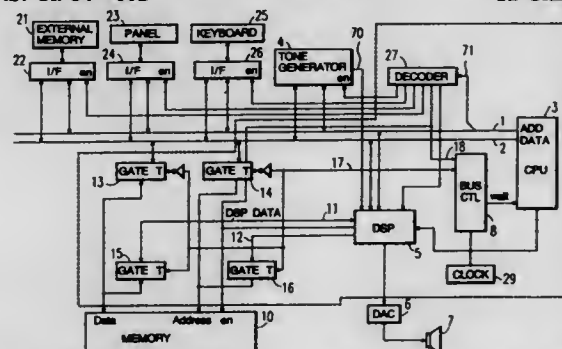 21
EXTERNAL
MEMORY
23
PANEL
25
KEYBOARD
4
TONE
GENERATOR
en
70
22
I/F en
24
I/F en
26
I/F en
27
DECODER
71
1
2
3
ADD
DATA
CPU
13
GATE T
14
GATE T
17
18
BUS
CTL
wait
8
DSP DATA
11
12
DSP
5
15
GATE T
16
GATE T
CLOCK
29
DAC
6
7
Data
Address
en
10
MEMORY